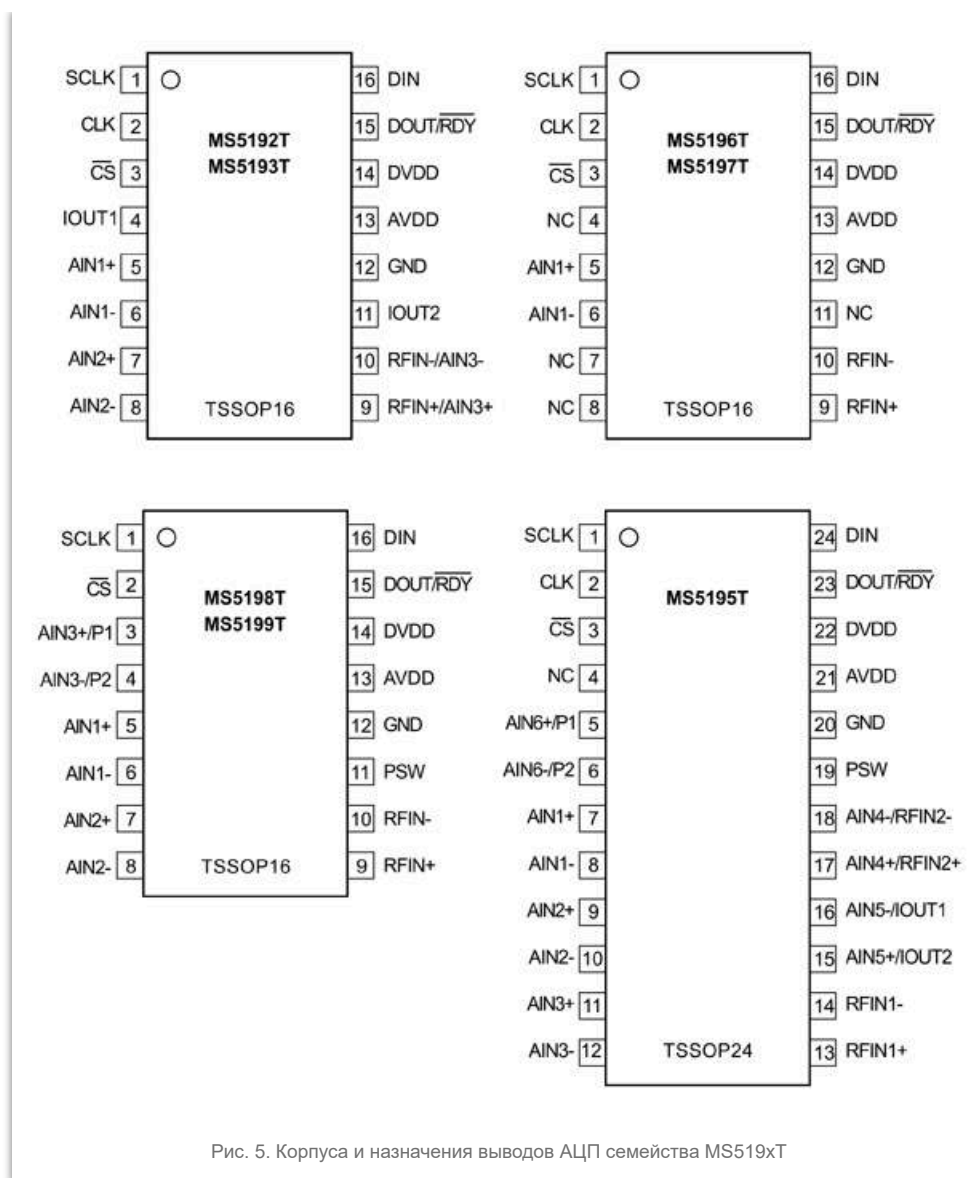 SCLK 1 16 DIN
CLK 2 15 DOUT/R̅D̅Y̅
MS5192T
MS5193T
C̅S̅ 3 14 DVDD
IOUT1 4 13 AVDD
AIN1+ 5 12 GND
AIN1- 6 11 IOUT2
AIN2+ 7 10 RFIN-/AIN3-
AIN2- 8 TSSOP16 9 RFIN+/AIN3+
SCLK 1 16 DIN
CLK 2 15 DOUT/R̅D̅Y̅
MS5196T
MS5197T
C̅S̅ 3 14 DVDD
NC 4 13 AVDD
AIN1+ 5 12 GND
AIN1- 6 11 NC
NC 7 10 RFIN-
NC 8 TSSOP16 9 RFIN+
SCLK 1 16 DIN
C̅S̅ 2 15 DOUT/R̅D̅Y̅
MS5198T
MS5199T
AIN3+/P1 3 14 DVDD
AIN3-/P2 4 13 AVDD
AIN1+ 5 12 GND
AIN1- 6 11 PSW
AIN2+ 7 10 RFIN-
AIN2- 8 TSSOP16 9 RFIN+
SCLK 1 24 DIN
CLK 2 23 DOUT/R̅D̅Y̅
MS5195T
C̅S̅ 3 22 DVDD
NC 4 21 AVDD
AIN6+/P1 5 20 GND
AIN6-/P2 6 19 PSW
AIN1+ 7 18 AIN4-/RFIN2-
AIN1- 8 17 AIN4+/RFIN2+
AIN2+ 9 16 AIN5-/IOUT1
AIN2- 10 15 AIN5+/IOUT2
AIN3+ 11 14 RFIN1-
AIN3- 12 TSSOP24 13 RFIN1+
Рис. 5. Корпуса и назначения выводов АЦП семейства MS519xT